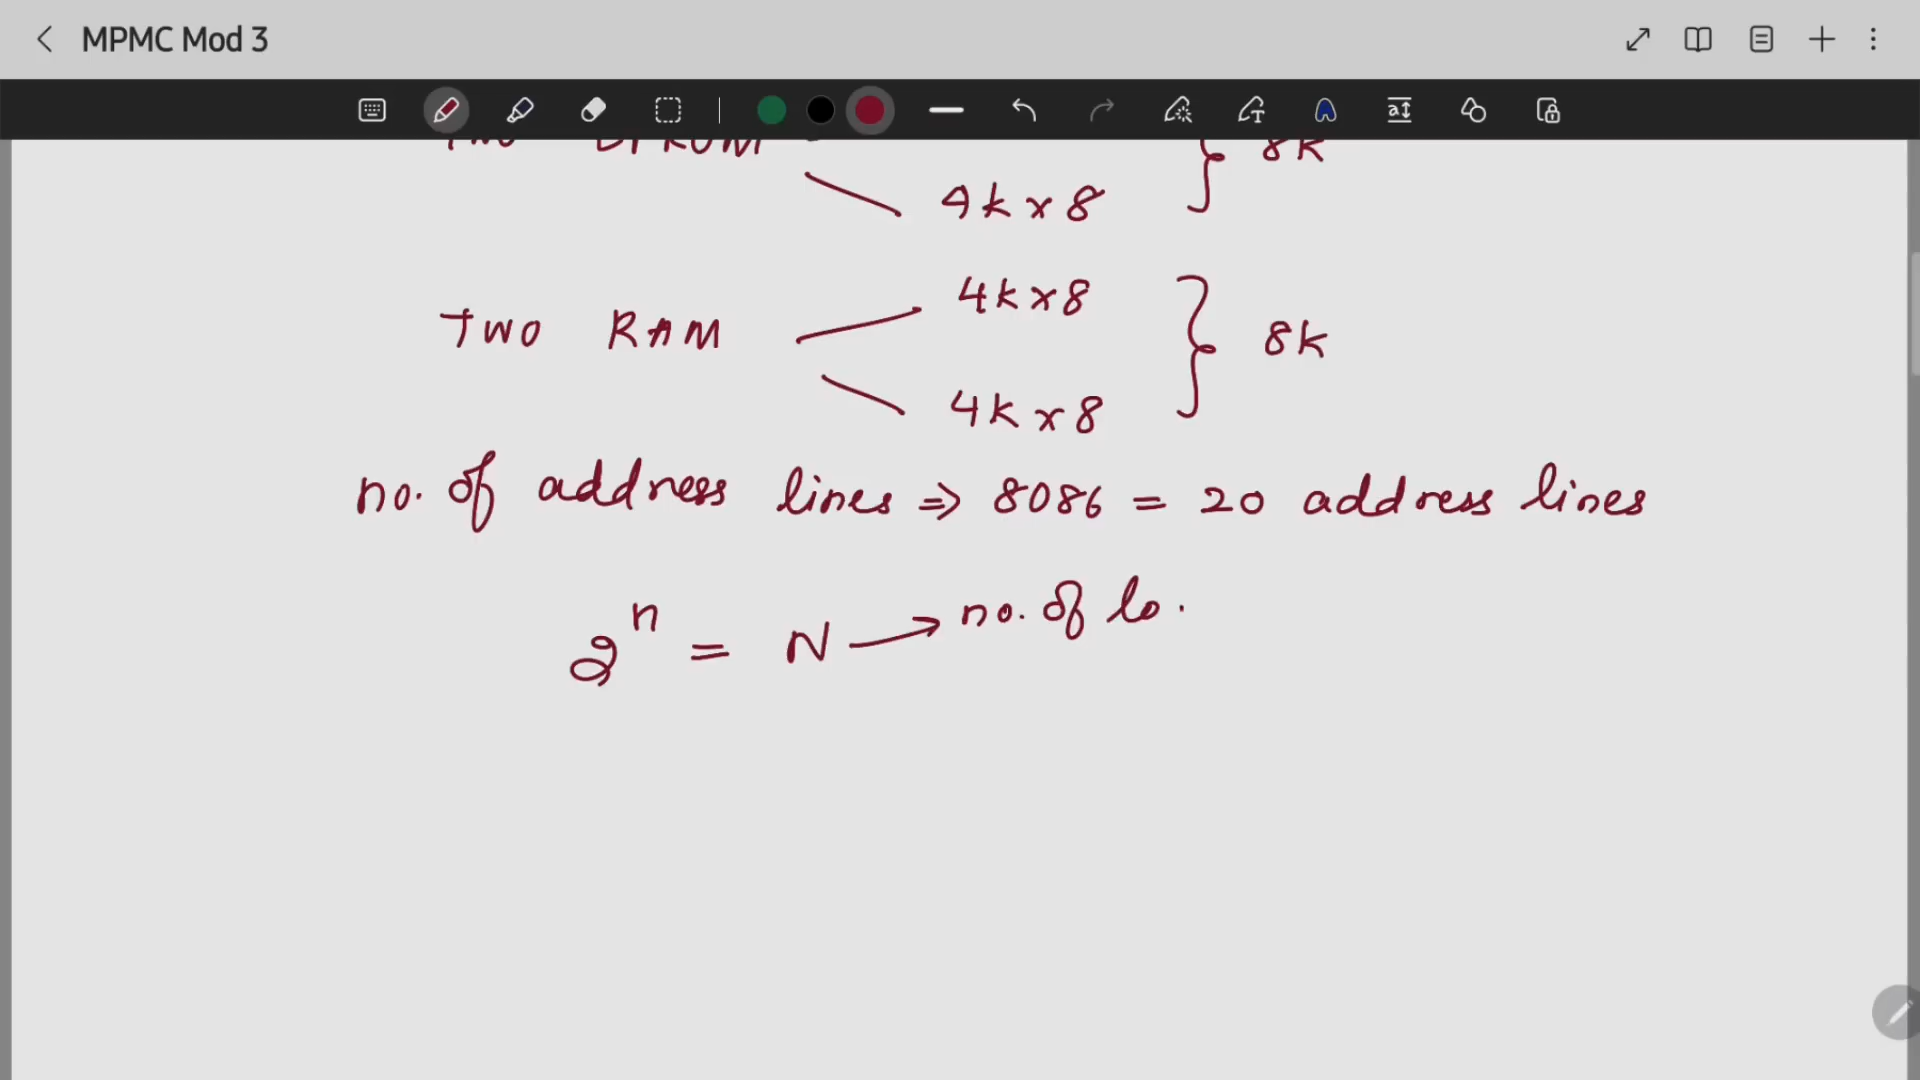 MPMC Mod 3
8K
4k x 8
4k x 8
Two RAM 8K
4k x 8
no. of address lines ⇒ 8086 = 20 address lines
2^n = N → no. of lo.